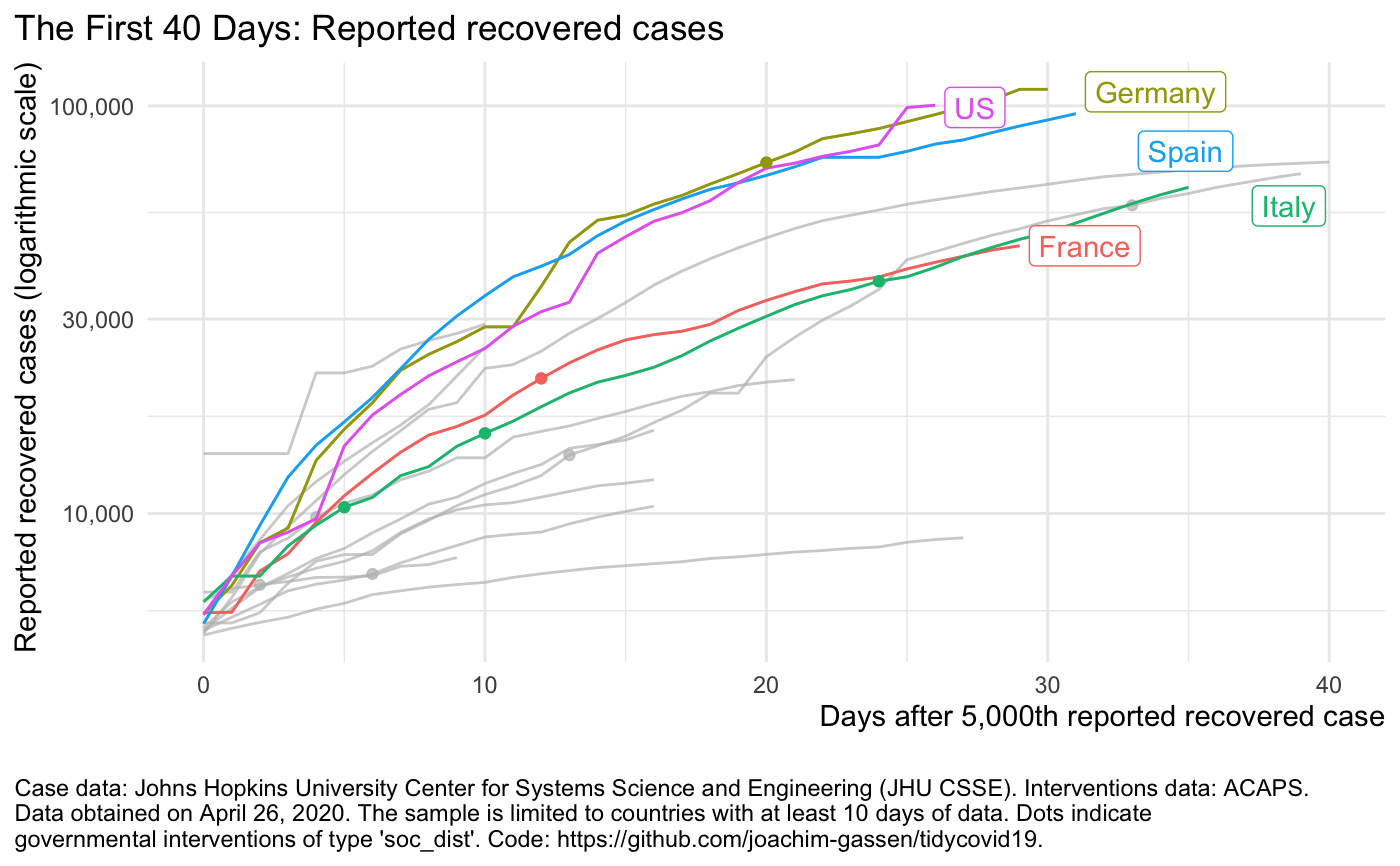 The First 40 Days: Reported recovered cases
Reported recovered cases (logarithmic scale)
100,000
30,000
10,000
US
Germany
Spain
Italy
France
0 10 20 30 40
Days after 5,000th reported recovered case
Case data: Johns Hopkins University Center for Systems Science and Engineering (JHU CSSE). Interventions data: ACAPS.
Data obtained on April 26, 2020. The sample is limited to countries with at least 10 days of data. Dots indicate
governmental interventions of type 'soc_dist'. Code: https://github.com/joachim-gassen/tidycovid19.